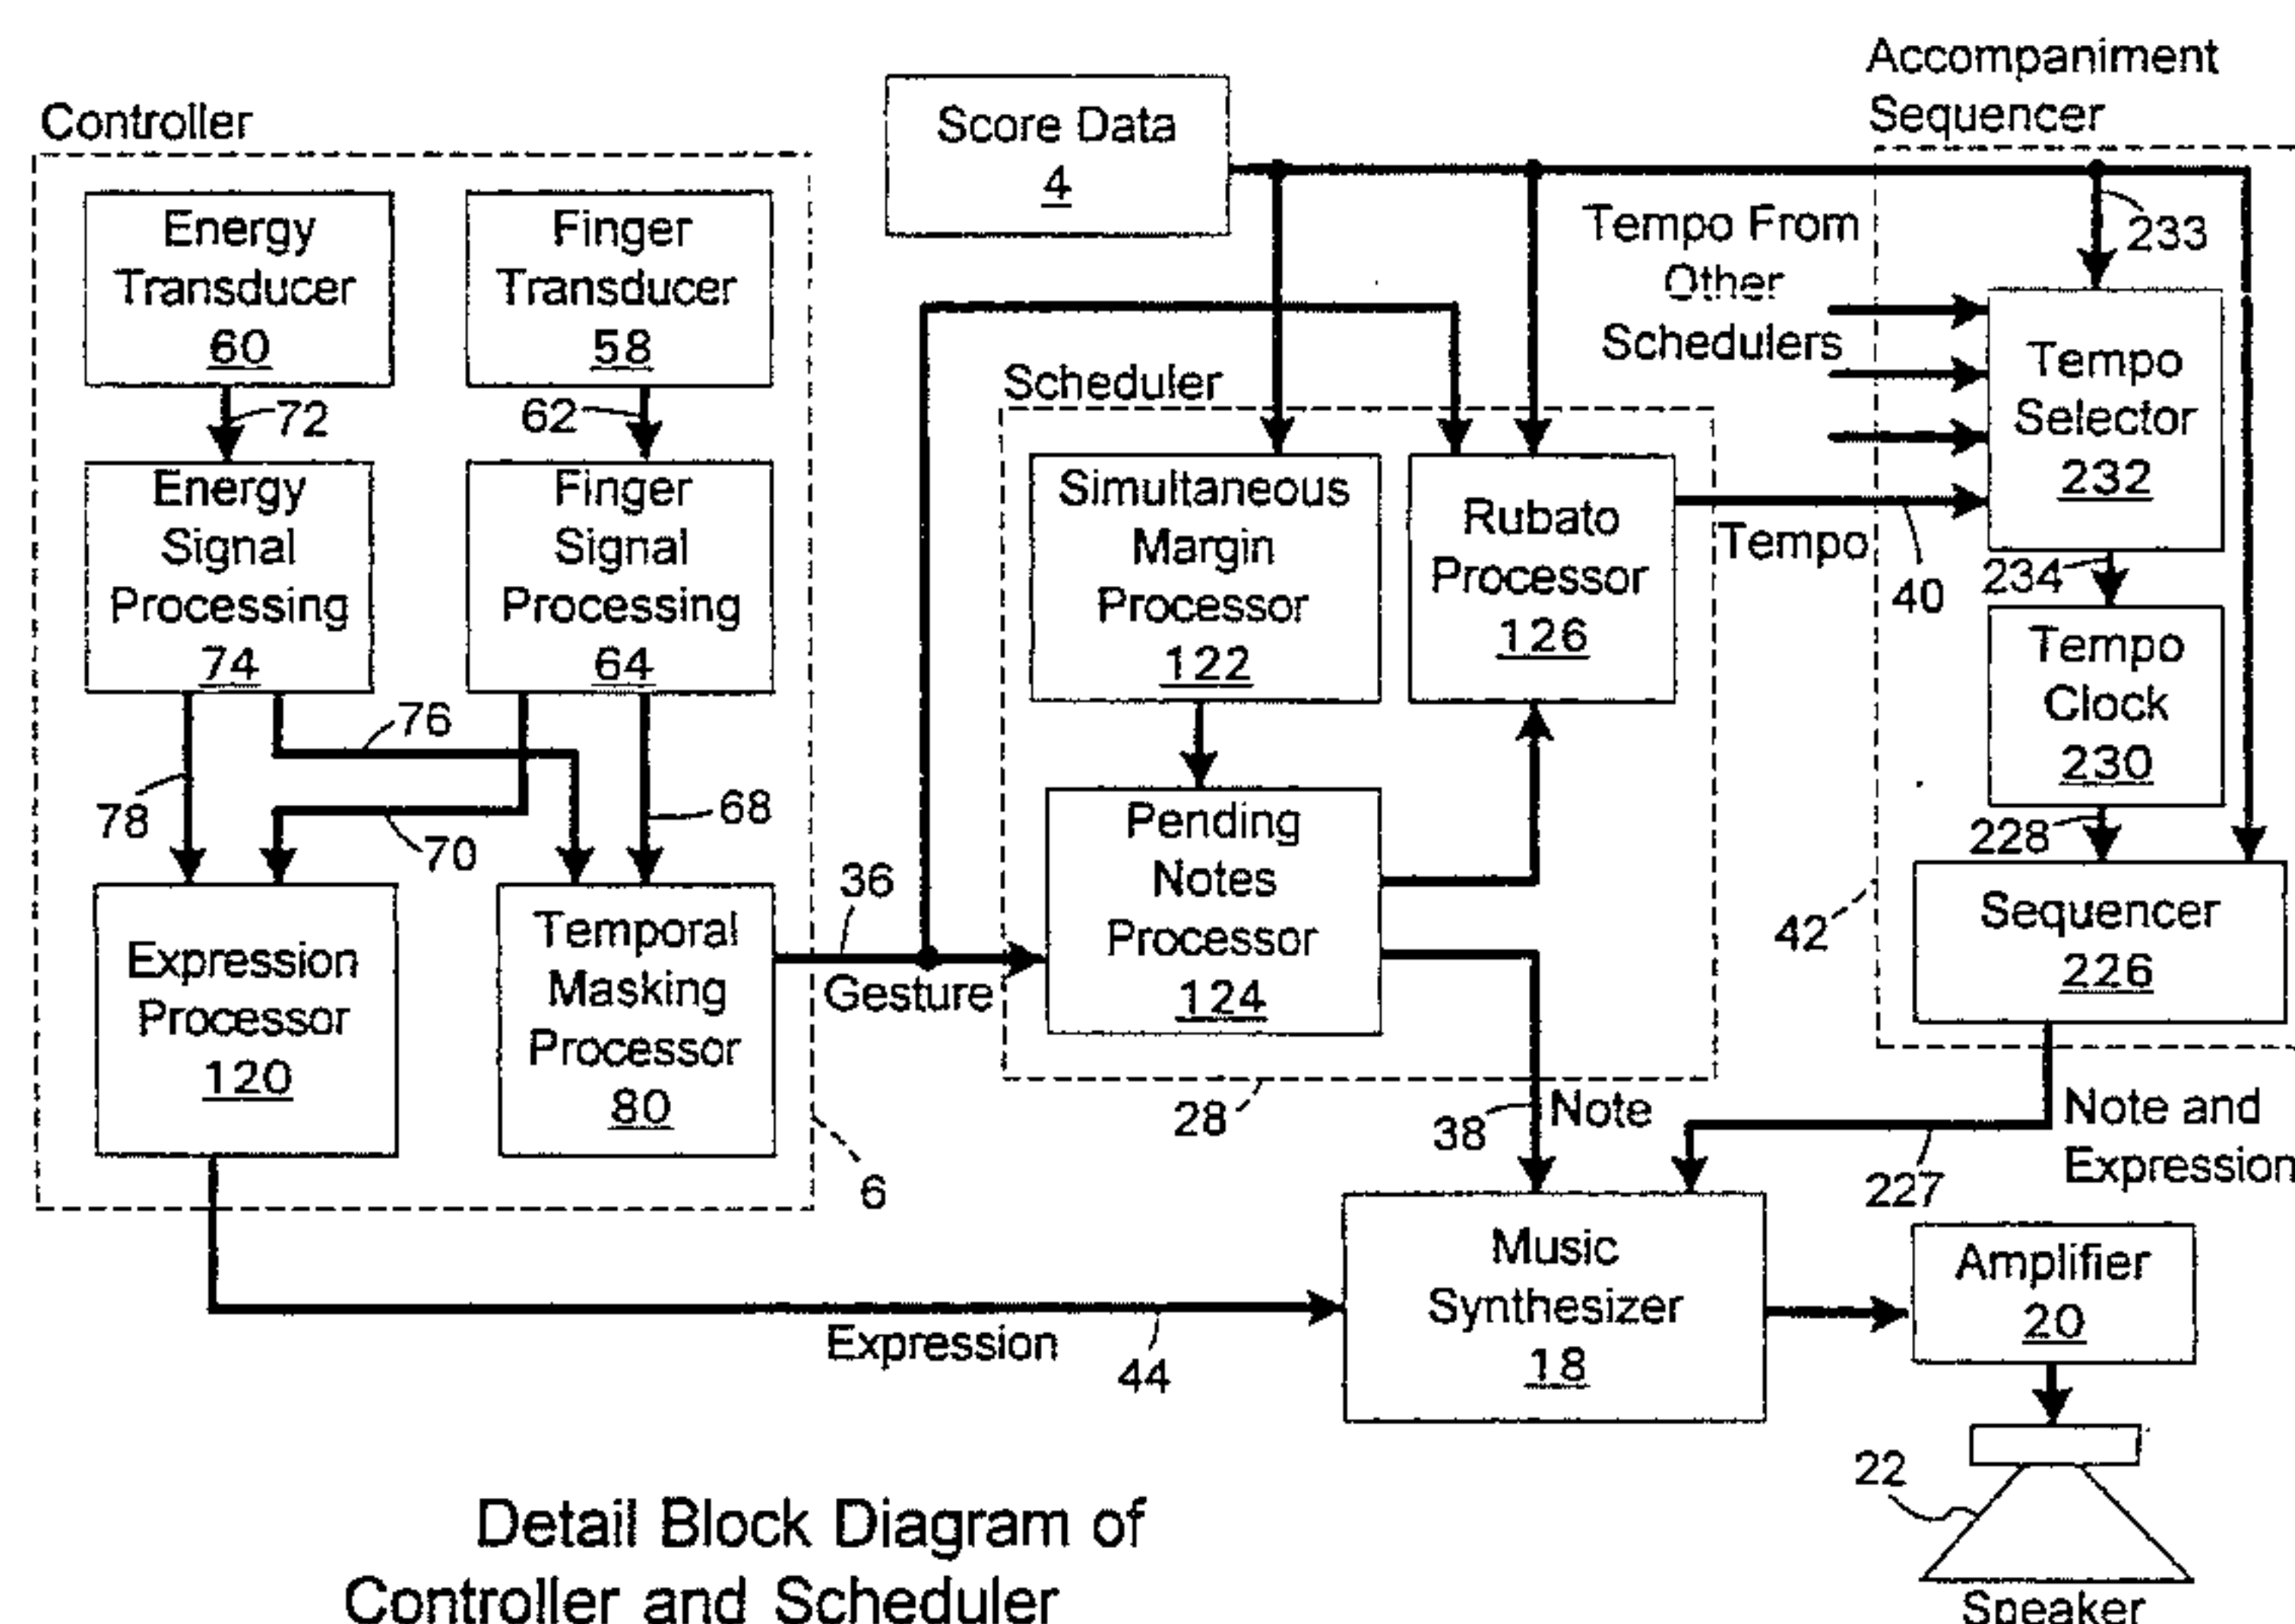 Controller
Energy
Transducer
60
Finger
Transducer
58
72
62
Energy
Signal
Processing
74
Finger
Signal
Processing
64
76
78
70
68
Expression
Processor
120
Temporal
Masking
Processor
80
36
Gesture
6
Score Data
4
Scheduler
Simultaneous
Margin
Processor
122
Rubato
Processor
126
Pending
Notes
Processor
124
28
38
Note
Tempo
40
Accompaniment
Sequencer
Tempo From
Other
Schedulers
233
Tempo
Selector
232
234
Tempo
Clock
230
228
Sequencer
226
42
Note and
Expression
227
Expression
44
Music
Synthesizer
18
Amplifier
20
22
Speaker
Detail Block Diagram of
Controller and Scheduler